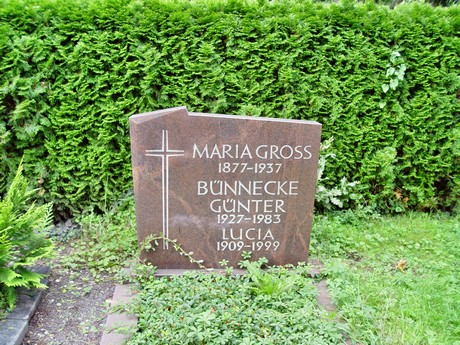 MARIA GROSS
1877-1937
BÜNNECKE
GÜNTER
1927-1983
LUCIA
1909-1999